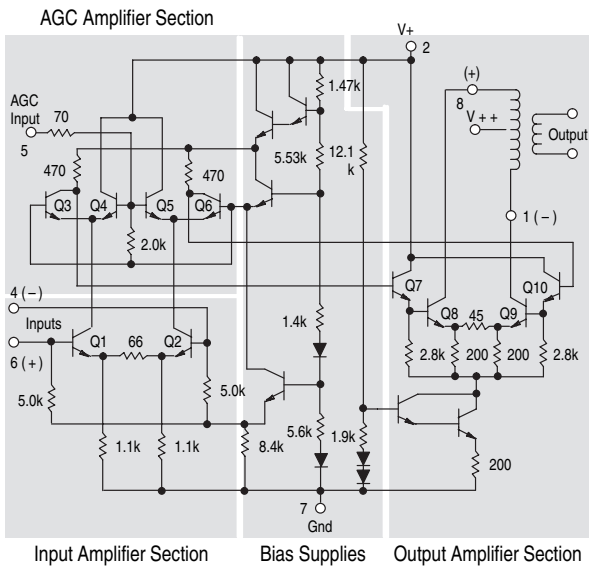 AGC Amplifier Section
V+
2
1.47k
(+)
8
V++
Output
AGC
Input
70
5
470
470
5.53k
12.1
k
Q3
Q4
Q5
Q6
1 (−)
2.0k
Q7
Q10
Q8
45
Q9
4 (−)
Inputs
6 (+)
Q1
66
Q2
1.4k
2.8k
200
200
2.8k
5.0k
5.0k
1.1k
1.1k
8.4k
5.6k
1.9k
200
7
Gnd
Input Amplifier Section
Bias Supplies
Output Amplifier Section